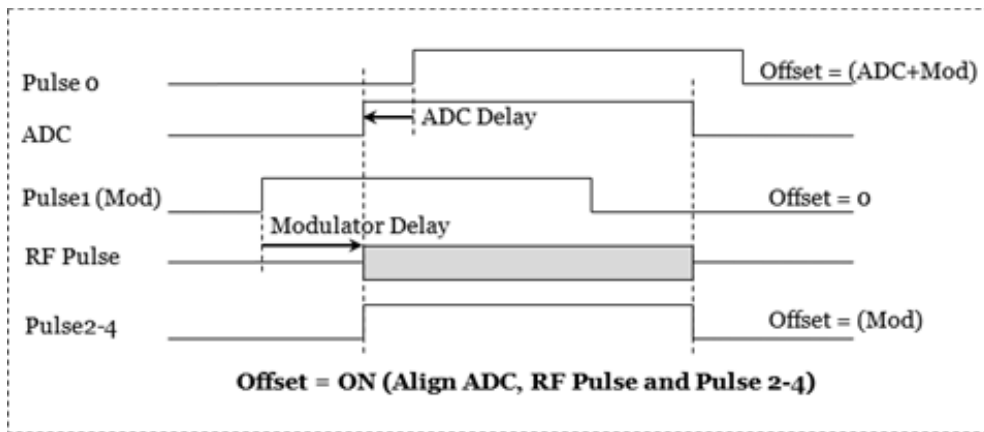 Pulse 0
Offset = (ADC+Mod)
ADC Delay
ADC
Pulse1 (Mod)
Offset = 0
Modulator Delay
RF Pulse
Pulse2-4
Offset = (Mod)
Offset = ON (Align ADC, RF Pulse and Pulse 2-4)